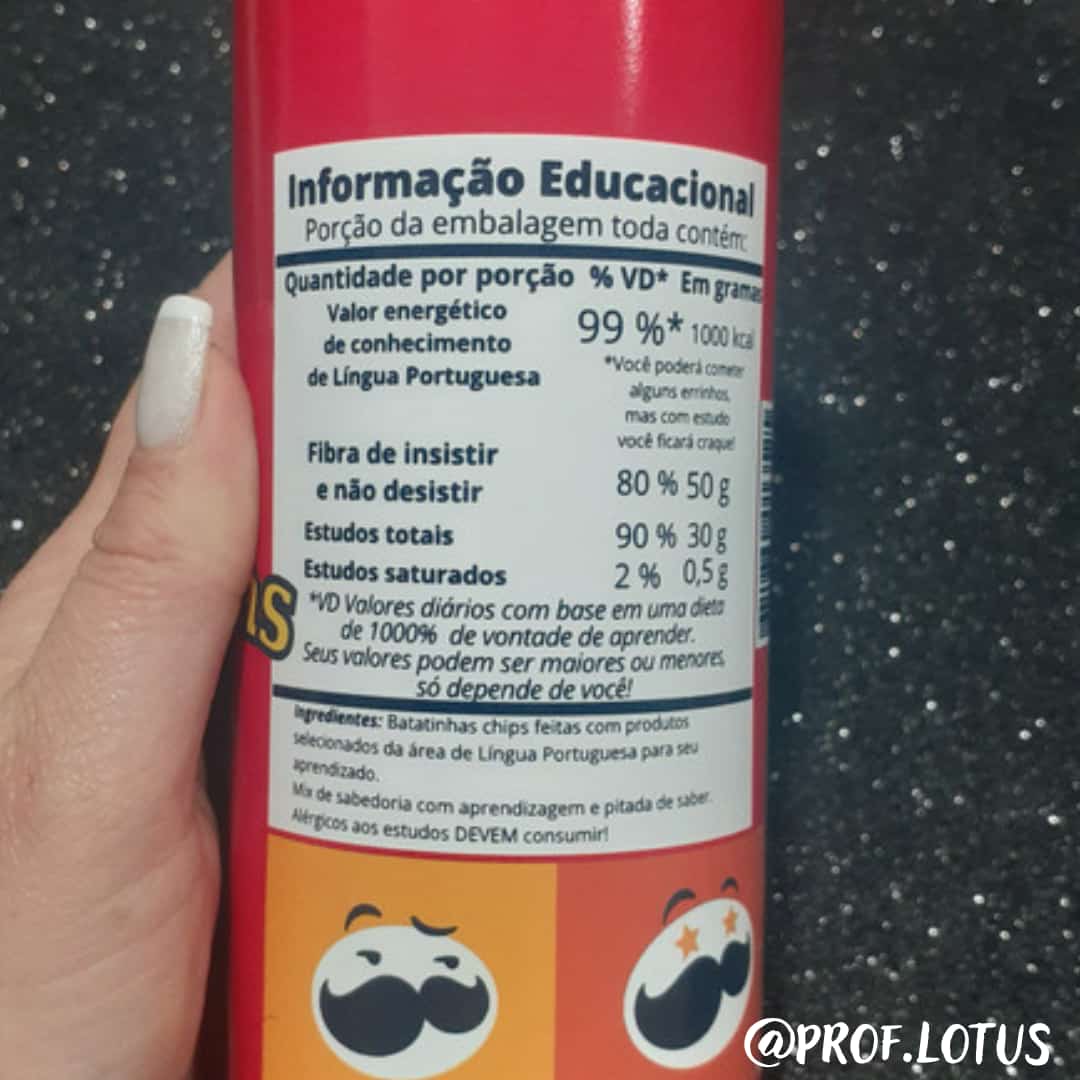 Informação Educacional
Porção da embalagem toda contém:
Quantidade por porção % VD* Em gramas
Valor energético
de conhecimento
de Língua Portuguesa
99 %* 1000 kcal
*Você poderá cometer
alguns errinhos,
mas com estudo
você ficará craque!
Fibra de insistir
e não desistir
80 % 50 g
Estudos totais 90 % 30 g
Estudos saturados 2 % 0,5 g
*VD Valores diários com base em uma dieta
de 1000% de vontade de aprender.
Seus valores podem ser maiores ou menores,
só depende de você!
Ingredientes: Batatinhas chips feitas com produtos
selecionados da área de Língua Portuguesa para seu
aprendizado.
Mix de sabedoria com aprendizagem e pitada de saber.
Alérgicos aos estudos DEVEM consumir!
@PROF.LOTUS